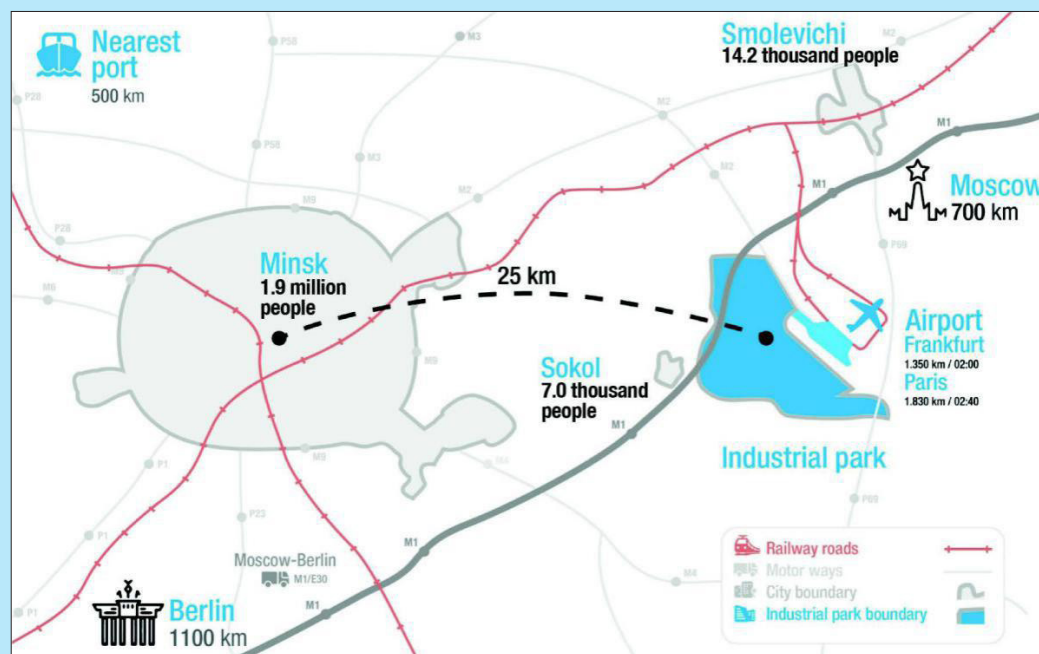 Nearest
port
500 km
P58
M3
Smolevichi
14.2 thousand people
M2
P28
P58
M3
M2
M1
M2
M2
M1
Moscow
700 km
M9
P28
P59
Minsk
1.9 million
people
25 km
M6
M9
Airport
Frankfurt
1.350 km / 02:00
Paris
1.830 km / 02:40
Sokol
7.0 thousand
people
M1
Industrial park
P1
M9
P69
P23
P1
M1
Moscow-Berlin
M1/E30
M4
P1
M1
Berlin
1100 km
Railway roads
Motor ways
City boundary
Industrial park boundary